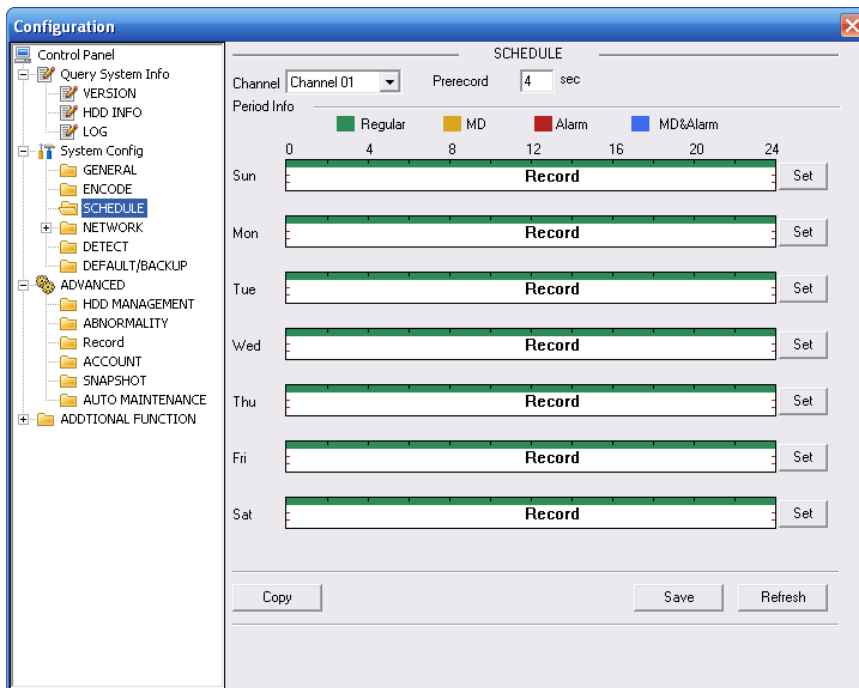 Configuration
Control Panel
Query System Info
VERSION
HDD INFO
LOG
System Config
GENERAL
ENCODE
SCHEDULE
NETWORK
DETECT
DEFAULT/BACKUP
ADVANCED
HDD MANAGEMENT
ABNORMALITY
Record
ACCOUNT
SNAPSHOT
AUTO MAINTENANCE
ADDTIONAL FUNCTION
SCHEDULE
Channel Channel 01 Prerecord 4 sec
Period Info
Regular MD Alarm MD&Alarm
0 4 8 12 16 20 24
Sun Record Set
Mon Record Set
Tue Record Set
Wed Record Set
Thu Record Set
Fri Record Set
Sat Record Set
Copy Save Refresh